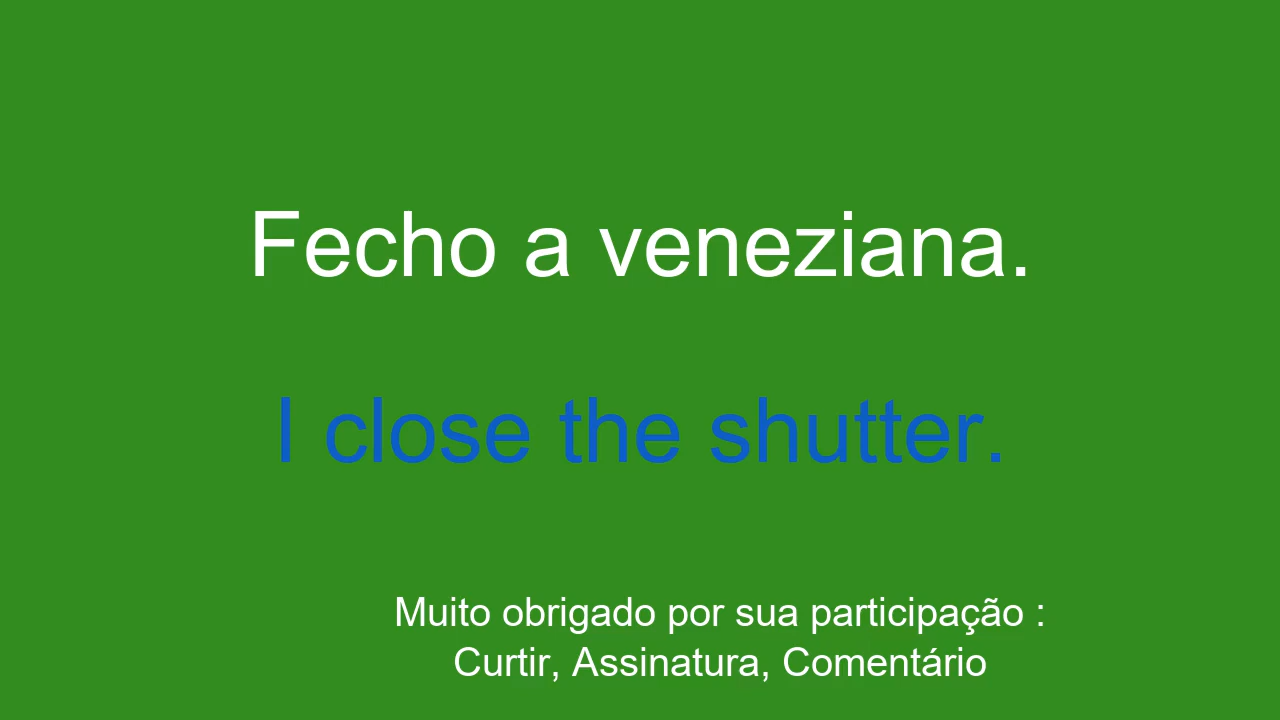 Fecho a veneziana.
I close the shutter.
Muito obrigado por sua participação :
Curtir, Assinatura, Comentário